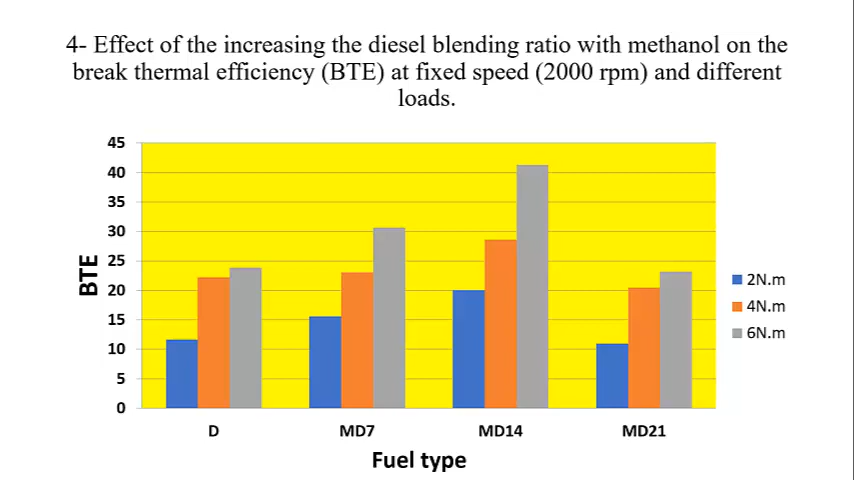 4- Effect of the increasing the diesel blending ratio with methanol on the
break thermal efficiency (BTE) at fixed speed (2000 rpm) and different
loads.
45
40
35
30
25
20
15
10
5
0
BTE
D
MD7
MD14
MD21
Fuel type
2N.m
4N.m
6N.m